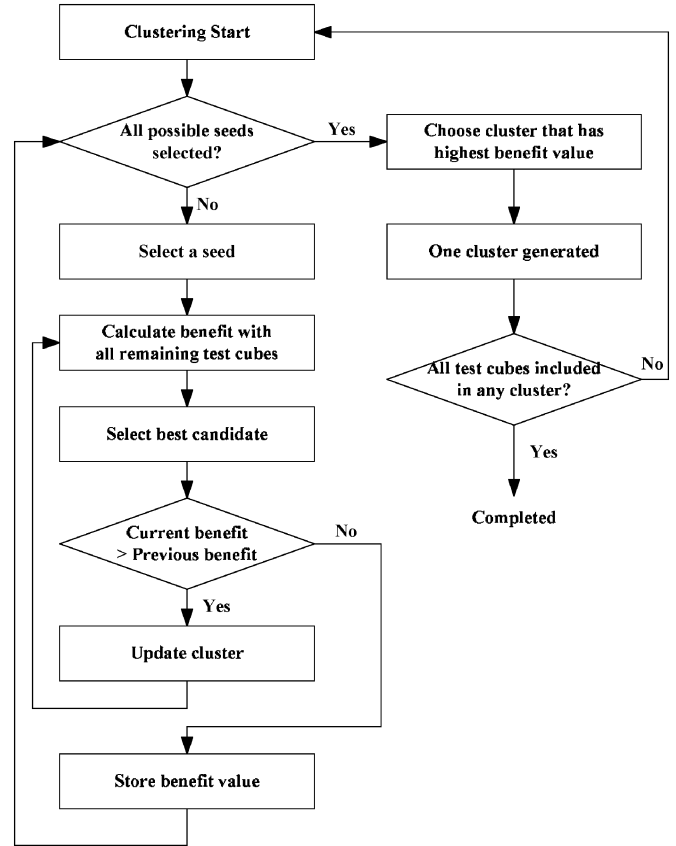 Clustering Start
All possible seeds
selected?
Yes
No
Choose cluster that has
highest benefit value
Select a seed
One cluster generated
Calculate benefit with
all remaining test cubes
All test cubes included
in any cluster?
No
Yes
Completed
Select best candidate
Current benefit
> Previous benefit
No
Yes
Update cluster
Store benefit value